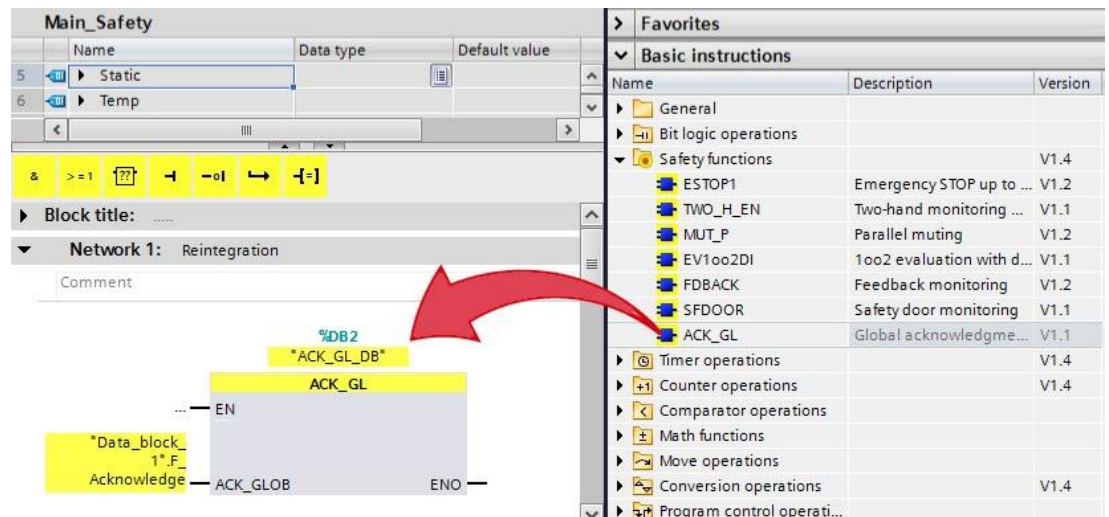 Main_Safety
Name Data type Default value
5 Static
6 Temp
& >=1 ??
[=]
Block title: .....
Network 1: Reintegration
Comment
%DB2
"ACK_GL_DB"
ACK_GL
... EN
"Data_block_
1".F_
Acknowledge ACK_GLOB ENO
Favorites
Basic instructions
Name Description Version
General
Bit logic operations
Safety functions V1.4
ESTOP1 Emergency STOP up to ... V1.2
TWO_H_EN Two-hand monitoring ... V1.1
MUT_P Parallel muting V1.2
EV1oo2DI 1oo2 evaluation with d... V1.1
FDBACK Feedback monitoring V1.2
SFDOOR Safety door monitoring V1.1
ACK_GL Global acknowledgme... V1.1
Timer operations V1.4
+1 Counter operations V1.4
Comparator operations
Math functions
Move operations
Conversion operations V1.4
Program control operati...